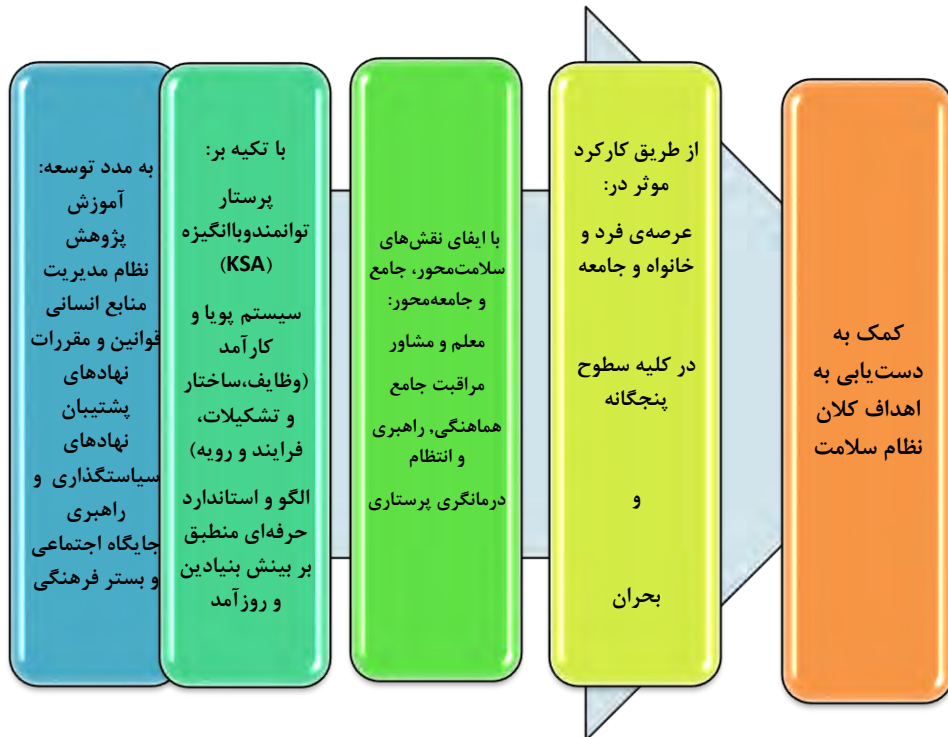 به مدد توسعه:
آموزش
پژوهش
نظام مدیریت
منابع انسانی
قوانین و مقررات
نهادهای
پشتیبان
نهادهای
سیاستگذاری و
راهبری
جایگاه اجتماعی
و بستر فرهنگی
با تکیه بر:
پرستار
توانمندوباانگیزه
(KSA)
سیستم پویا و
کارآمد
(وظایف،ساختار
و تشکیلات،
فرایند و رویه)
الگو و استاندارد
حرفه‌ای منطبق
بر بینش بنیادین
و روزآمد
با ایفای نقش‌های
سلامت‌محور، جامع
و جامعه‌محور:
معلم و مشاور
مراقبت جامع
هماهنگی, راهبری
و انتظام
درمانگری پرستاری
از طریق کارکرد
موثر در:
عرصه‌ی فرد و
خانواه و جامعه
در کلیه سطوح
پنجگانه
و
بحران
کمک به
دست‌یابی به
اهداف کلان
نظام سلامت